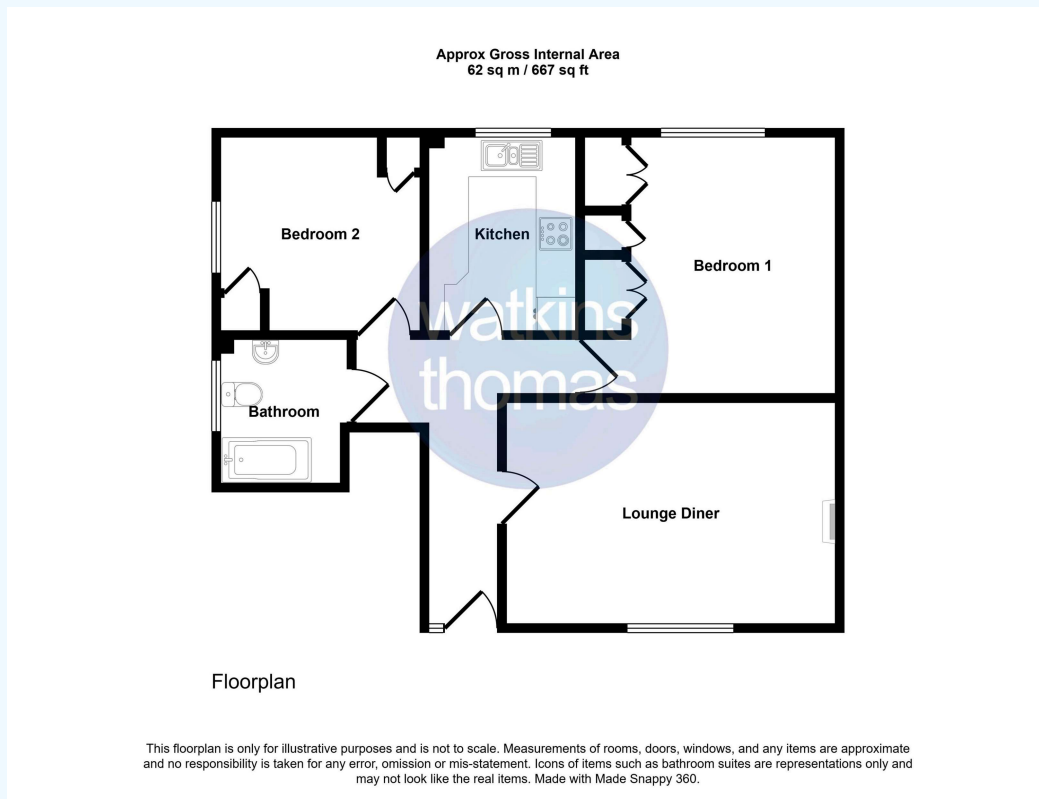 Approx Gross Internal Area
62 sq m / 667 sq ft
Bedroom 2
Kitchen
Bedroom 1
watkins
thomas
Bathroom
Lounge Diner
Floorplan
This floorplan is only for illustrative purposes and is not to scale. Measurements of rooms, doors, windows, and any items are approximate
and no responsibility is taken for any error, omission or mis-statement. Icons of items such as bathroom suites are representations only and
may not look like the real items. Made with Made Snappy 360.